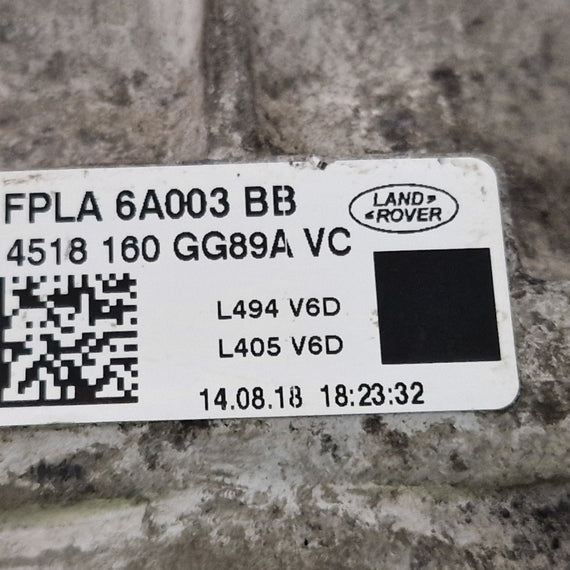 FPLA 6A003 BB
LAND
ROVER
4518 160 GG89A VC
L494 V6D
L405 V6D
14.08.18 18:23:32